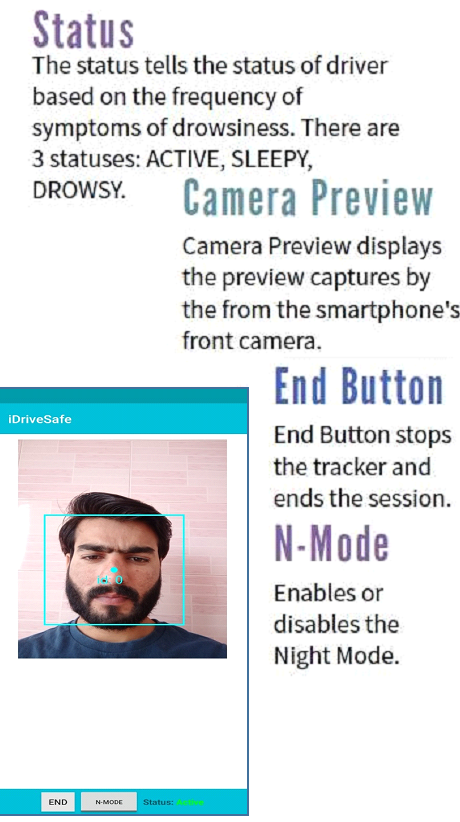 Status
The status tells the status of driver
based on the frequency of
symptoms of drowsiness. There are
3 statuses: ACTIVE, SLEEPY,
DROWSY.
Camera Preview
Camera Preview displays
the preview captures by
the from the smartphone's
front camera.
End Button
End Button stops
the tracker and
ends the session.
N-Mode
Enables or
disables the
Night Mode.
iDriveSafe
Id: 0
END N-MODE Status: Active